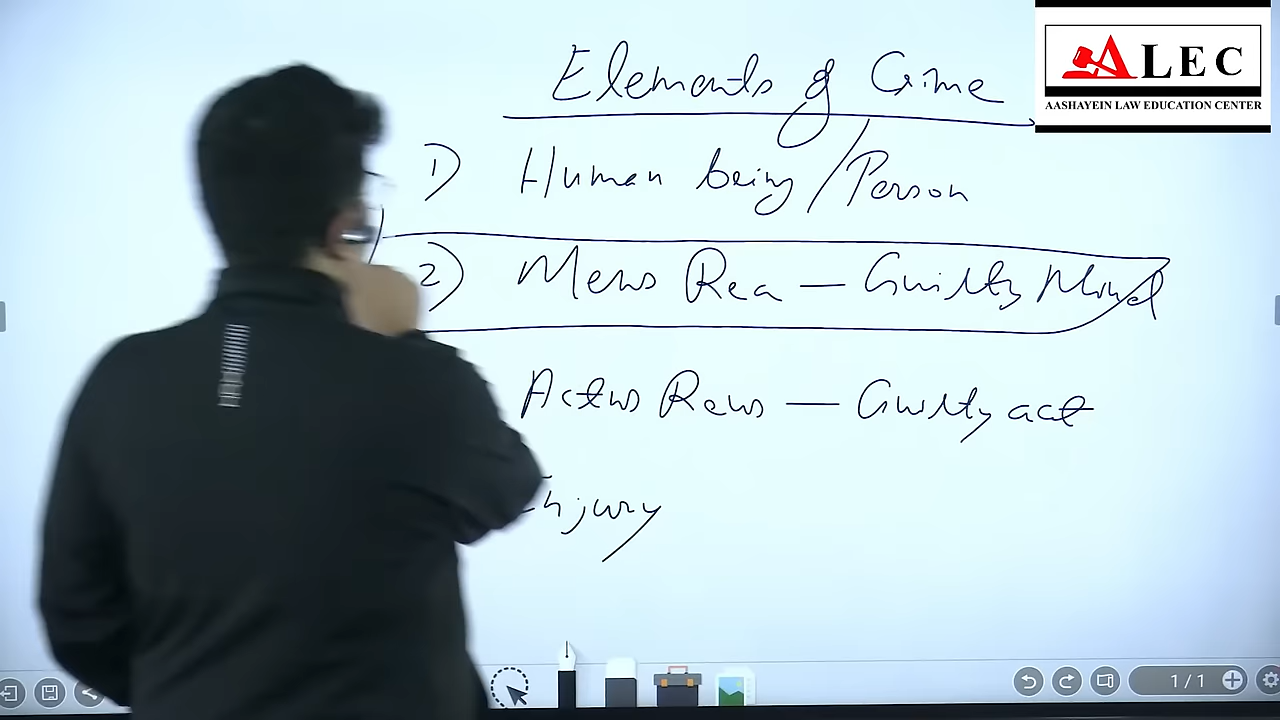 ALEC
AASHAYEIN LAW EDUCATION CENTER
Elements of Crime
1) Human being/Person
2) Mens Rea — Guilty Mind
Actus Reus — Guilty act
Injury
1/1